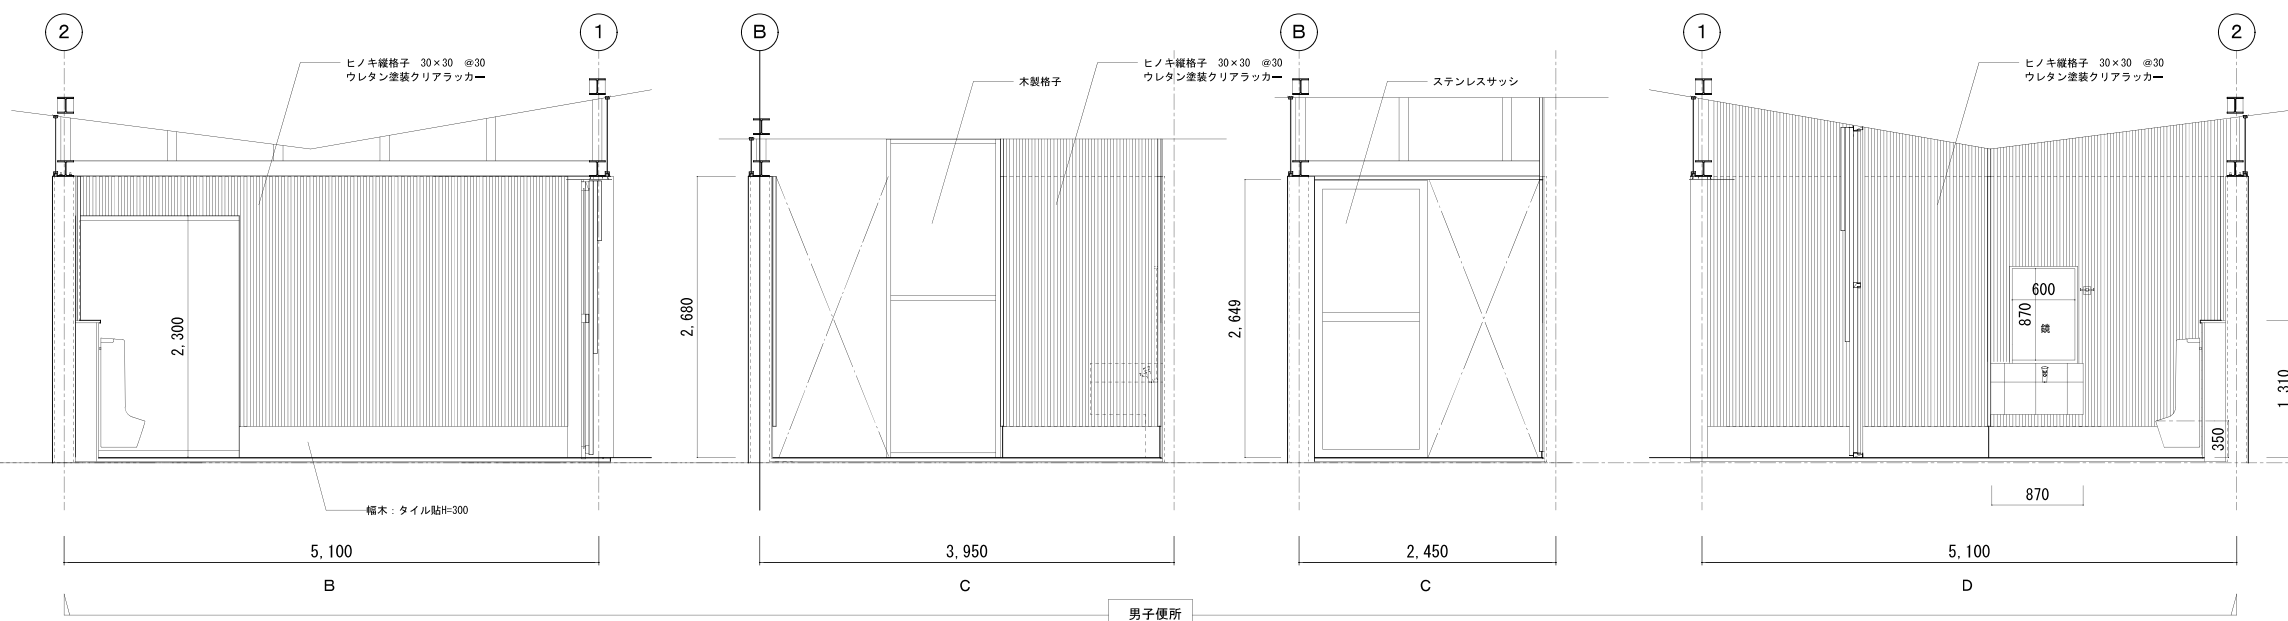 2
1
B
B
1
2
ヒノキ縦格子　30×30　@30
ウレタン塗装クリアラッカー
木製格子
ヒノキ縦格子　30×30　@30
ウレタン塗装クリアラッカー
ステンレスサッシ
ヒノキ縦格子　30×30　@30
ウレタン塗装クリアラッカー
2,300
2,680
2,649
600
870
鏡
1,310
350
870
幅木：タイル貼H=300
5,100
3,950
2,450
5,100
B
C
C
D
男子便所